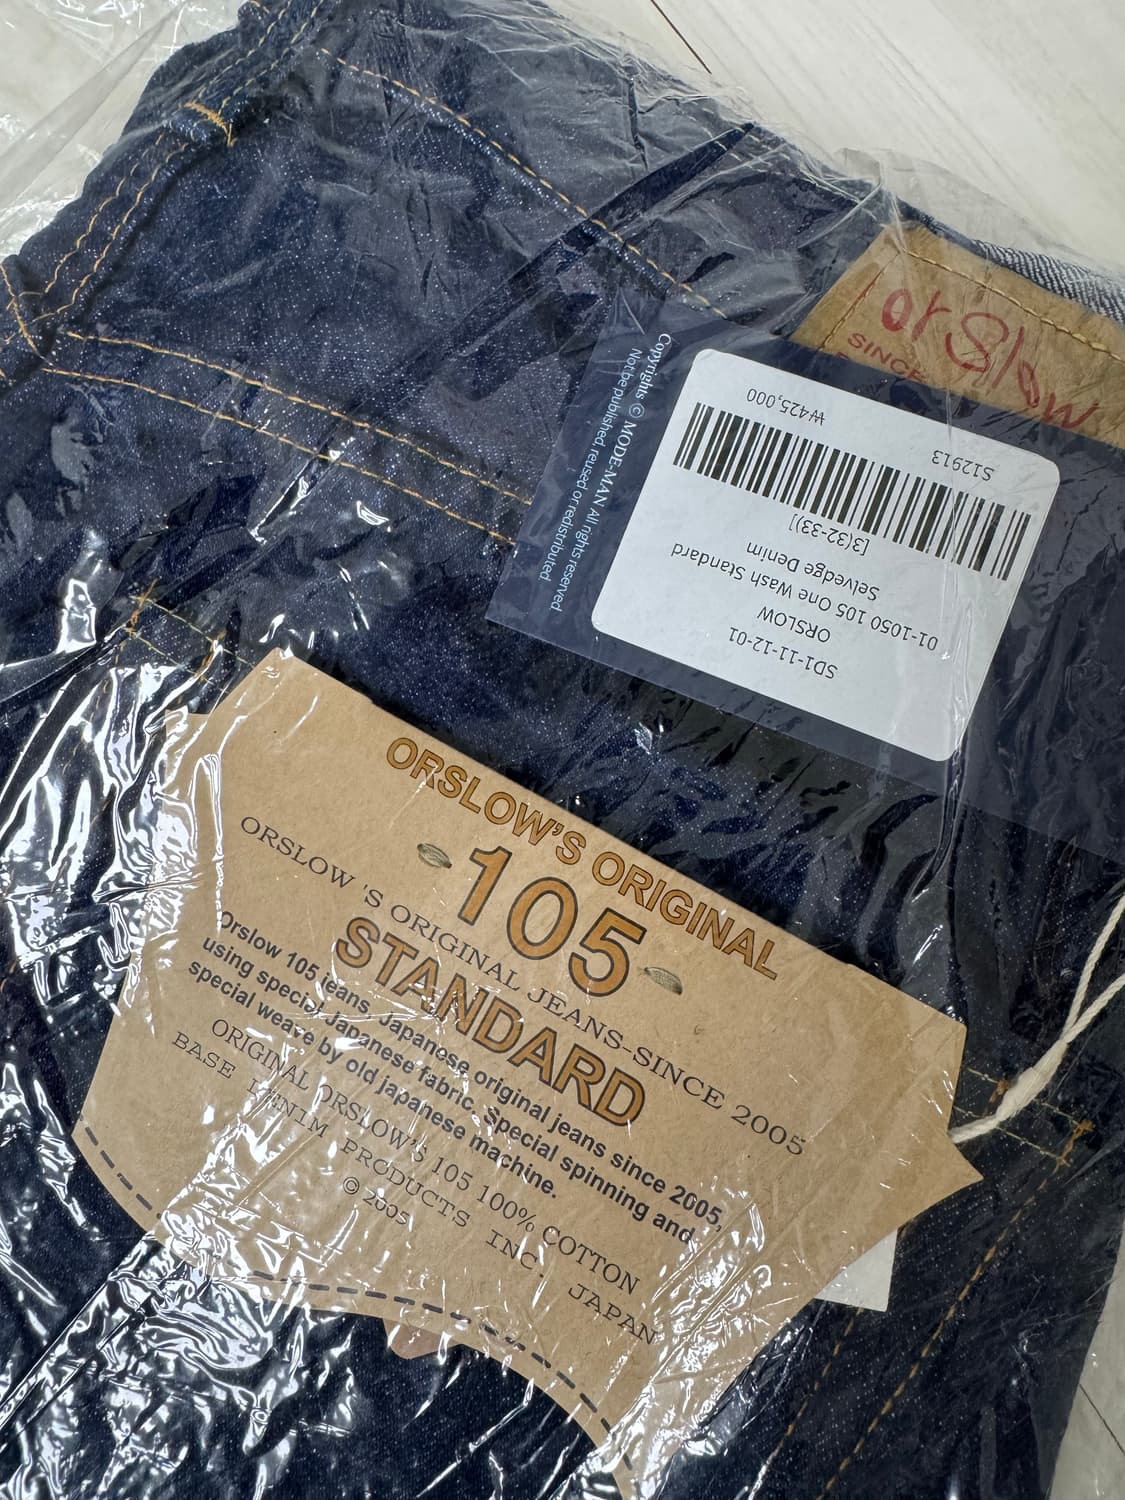 orSlow
SINCE
Copyrights © MODE-MAN All rights reserved.
Not be published, reused or redistributed.
SD1-11-12-01
ORSLOW
01-1050 105 One Wash Standard
Selvedge Denim
[3(32-33)]
S12913
₩425,000
ORSLOW'S ORIGINAL
105
ORSLOW 'S ORIGINAL JEANS-SINCE 2005
STANDARD
Orslow 105 jeans, Japanese original jeans since 2005,
using special Japanese fabric. Special spinning and
special weave by old japanese machine.
ORIGINAL ORSLOW'S 105 100% COTTON
BASE DENIM PRODUCTS INC. JAPAN
© 2005